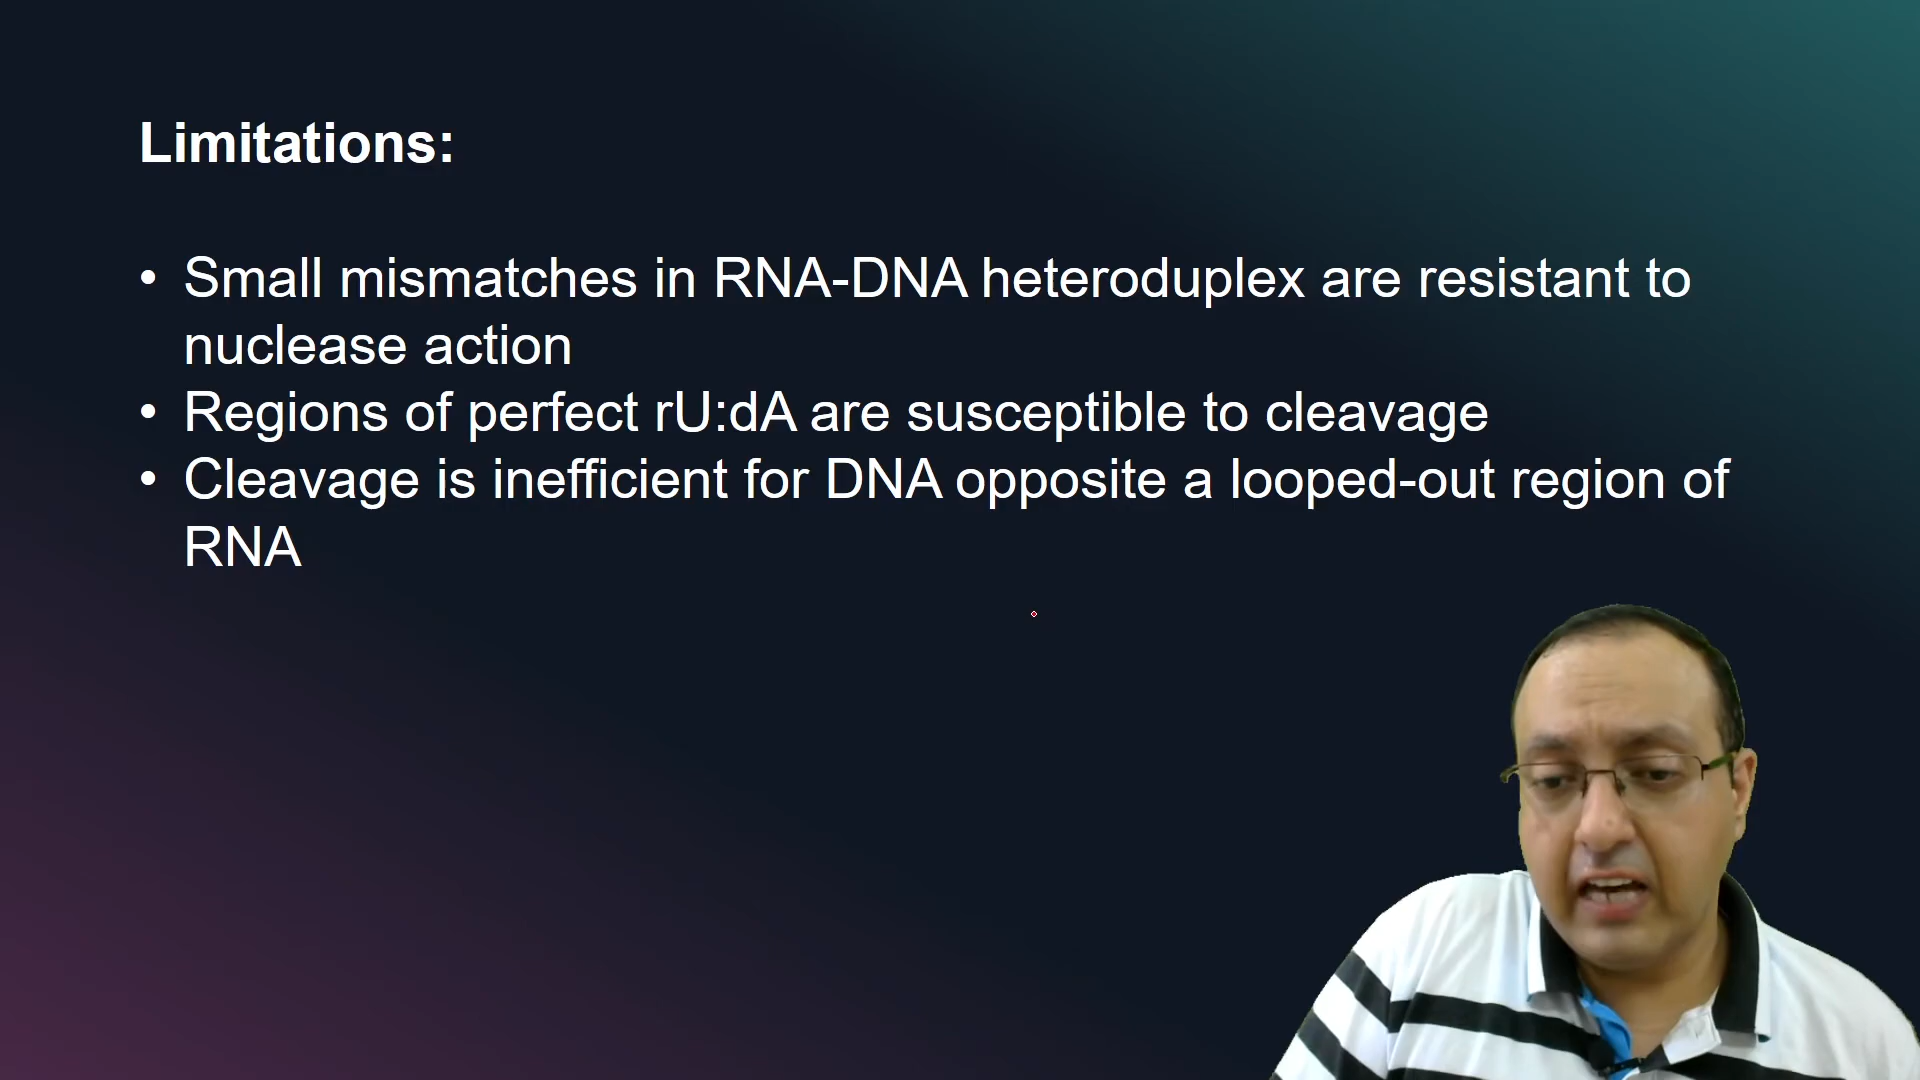 Limitations:
• Small mismatches in RNA-DNA heteroduplex are resistant to
nuclease action
• Regions of perfect rU:dA are susceptible to cleavage
• Cleavage is inefficient for DNA opposite a looped-out region of
RNA